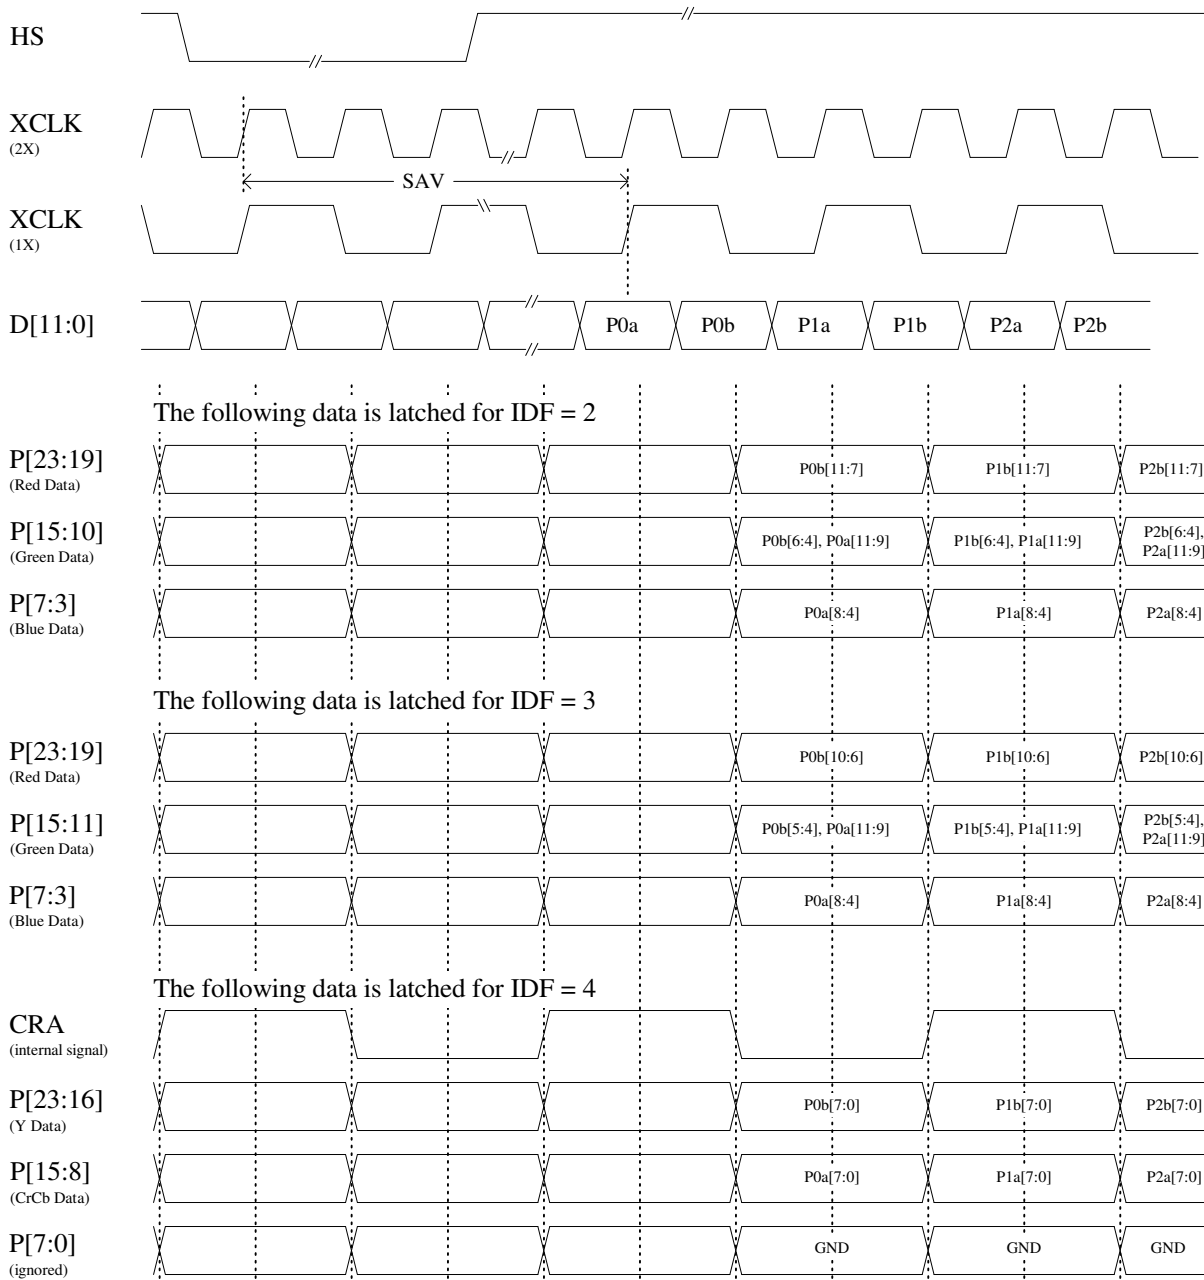 HS
XCLK
(2X)
SAV
XCLK
(1X)
D[11:0] P0a P0b P1a P1b P2a P2b
The following data is latched for IDF = 2
P[23:19] P0b[11:7] P1b[11:7] P2b[11:7]
(Red Data)
P[15:10] P0b[6:4], P0a[11:9] P1b[6:4], P1a[11:9] P2b[6:4],
(Green Data) P2a[11:9]
P[7:3] P0a[8:4] P1a[8:4] P2a[8:4]
(Blue Data)
The following data is latched for IDF = 3
P[23:19] P0b[10:6] P1b[10:6] P2b[10:6]
(Red Data)
P[15:11] P0b[5:4], P0a[11:9] P1b[5:4], P1a[11:9] P2b[5:4],
(Green Data) P2a[11:9]
P[7:3] P0a[8:4] P1a[8:4] P2a[8:4]
(Blue Data)
The following data is latched for IDF = 4
CRA
(internal signal)
P[23:16] P0b[7:0] P1b[7:0] P2b[7:0]
(Y Data)
P[15:8] P0a[7:0] P1a[7:0] P2a[7:0]
(CrCb Data)
P[7:0] GND GND GND
(ignored)